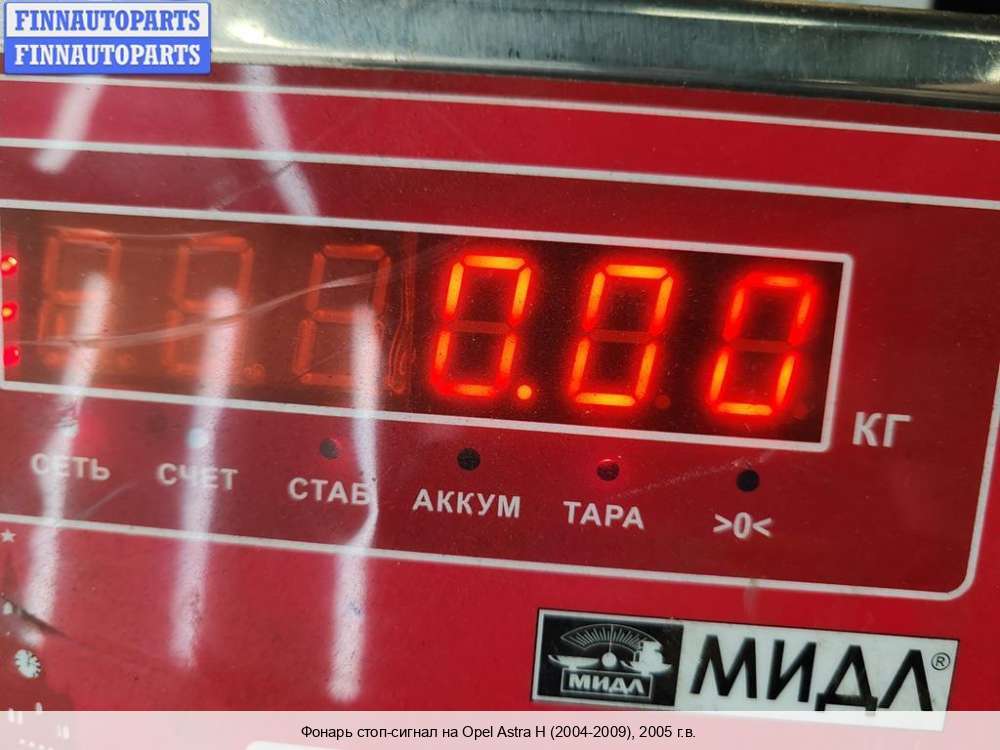 FINNAUTOPARTS
FINNAUTOPARTS
0.00
КГ
СЕТЬ СЧЕТ СТАБ АККУМ ТАРА >0<
МИДЛ МИДЛ®
Фонарь стоп-сигнал на Opel Astra H (2004-2009), 2005 г.в.